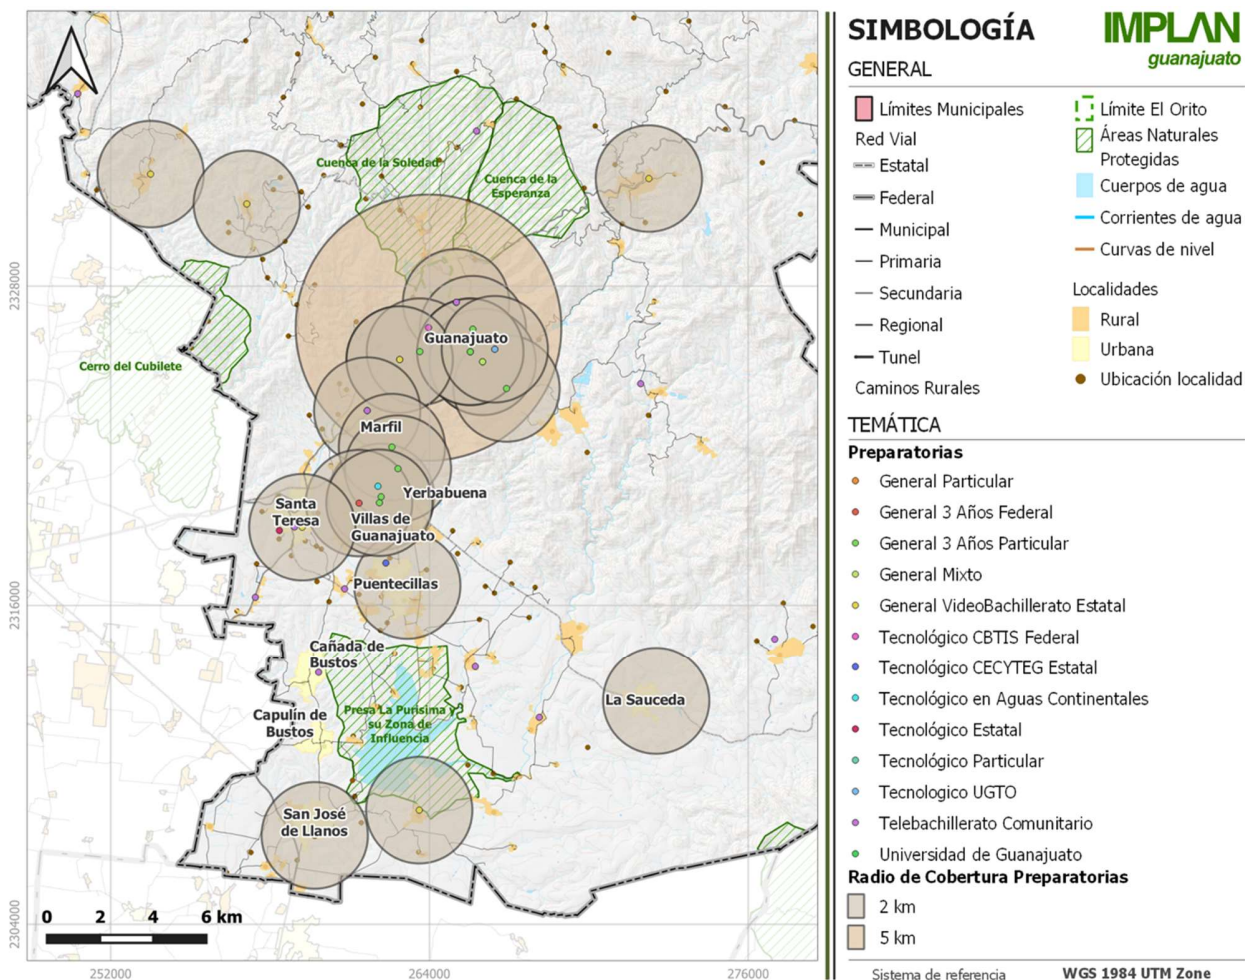 Cuenca de la Soledad
Cuenca de la
Esperanza
Guanajuato
Cerro del Cubilete
Marfil
Yerbabuena
Santa
Teresa
Villas de
Guanajuato
Puentecillas
Cañada de
Bustos
La Sauceda
Presa La Purísima y
su Zona de
Influencia
Capulín de
Bustos
San José
de Llanos
2328000
2316000
2304000
0 2 4 6 km
252000
264000
276000
SIMBOLOGÍA
IMPLAN
guanajuato
GENERAL
Límites Municipales
Red Vial
Estatal
Federal
Municipal
Primaria
Secundaria
Regional
Tunel
Caminos Rurales
Límite El Orito
Áreas Naturales
Protegidas
Cuerpos de agua
Corrientes de agua
Curvas de nivel
Localidades
Rural
Urbana
Ubicación localidad
TEMÁTICA
Preparatorias
General Particular
General 3 Años Federal
General 3 Años Particular
General Mixto
General VideoBachillerato Estatal
Tecnológico CBTIS Federal
Tecnológico CECYTEG Estatal
Tecnológico en Aguas Continentales
Tecnológico Estatal
Tecnológico Particular
Tecnologico UGTO
Telebachillerato Comunitario
Universidad de Guanajuato
Radio de Cobertura Preparatorias
2 km
5 km
Sistema de referencia
WGS 1984 UTM Zone